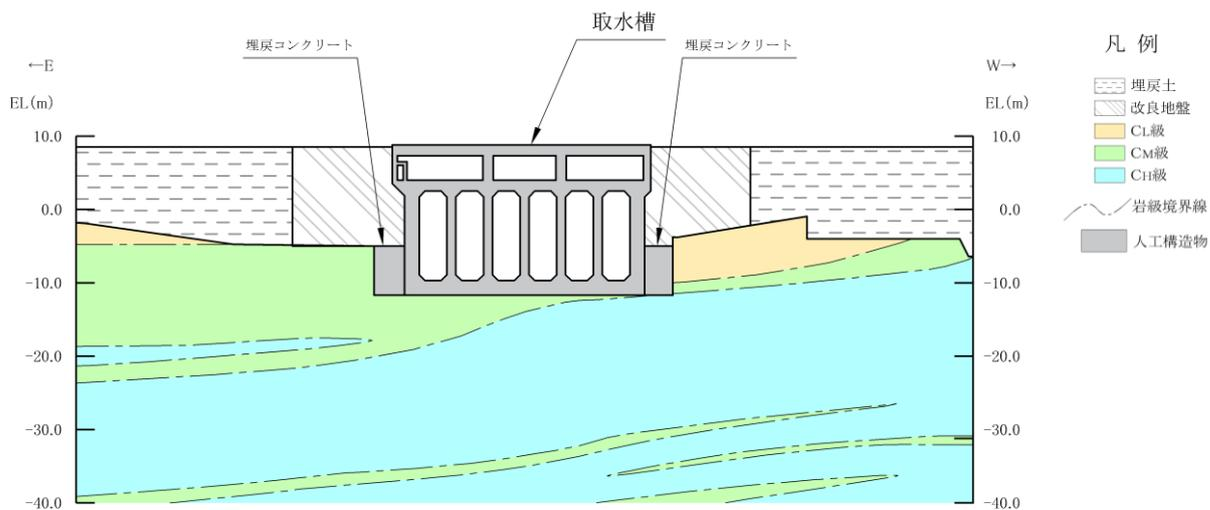 取水槽
埋戻コンクリート
埋戻コンクリート
凡 例
←E
W→
EL(m)
EL(m)
埋戻土
改良地盤
CL級
CM級
CH級
岩級境界線
人工構造物
10.0
10.0
0.0
0.0
-10.0
-10.0
-20.0
-20.0
-30.0
-30.0
-40.0
-40.0